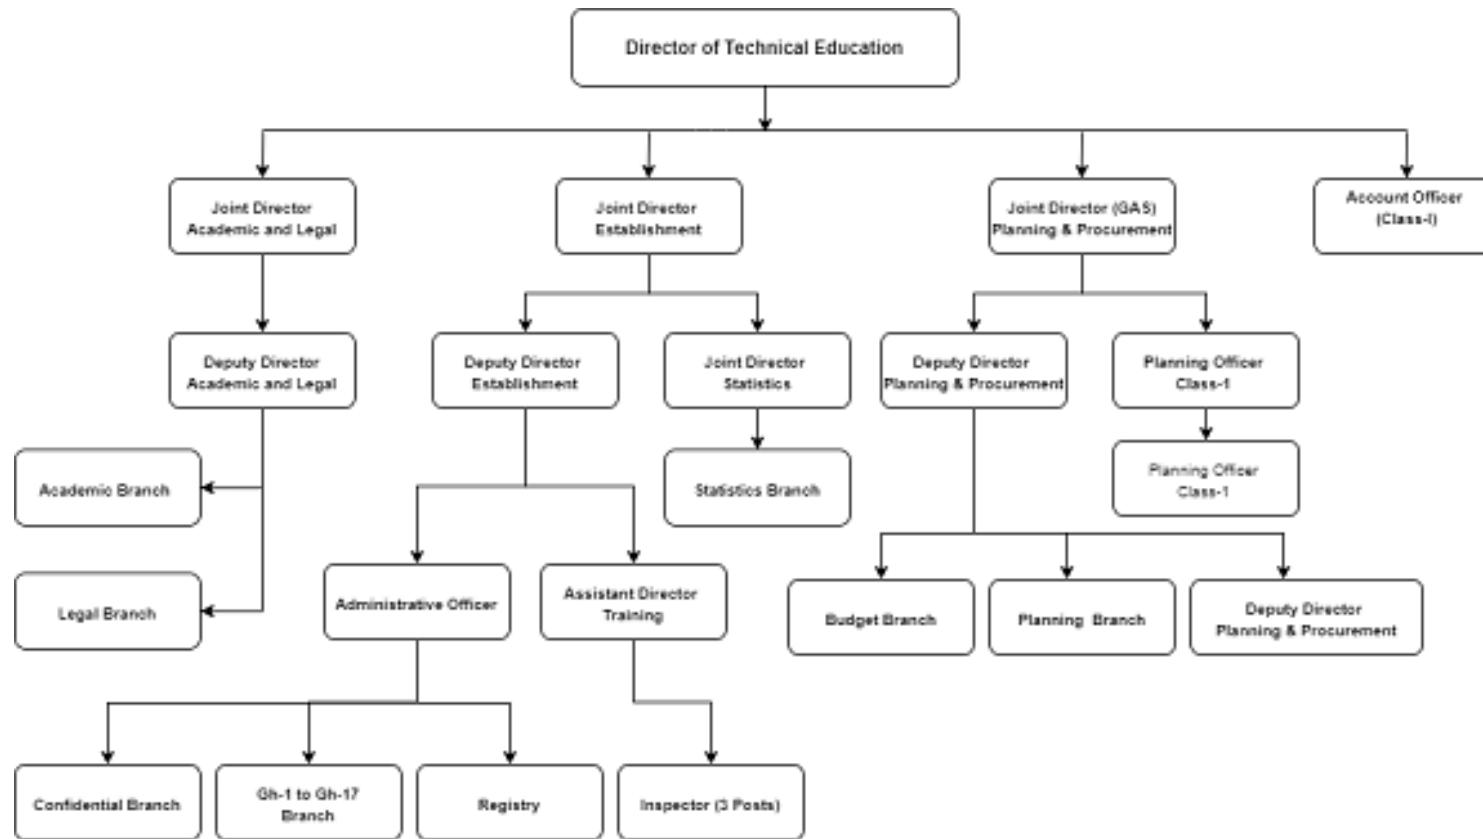 Director of Technical Education
Joint Director
Academic and Legal
Joint Director
Establishment
Joint Director (GAS)
Planning & Procurement
Account Officer
(Class-I)
Deputy Director
Academic and Legal
Deputy Director
Establishment
Joint Director
Statistics
Deputy Director
Planning & Procurement
Planning Officer
Class-1
Academic Branch
Statistics Branch
Planning Officer
Class-1
Legal Branch
Administrative Officer
Assistant Director
Training
Budget Branch
Planning Branch
Deputy Director
Planning & Procurement
Confidential Branch
Gh-1 to Gh-17
Branch
Registry
Inspector (3 Posts)